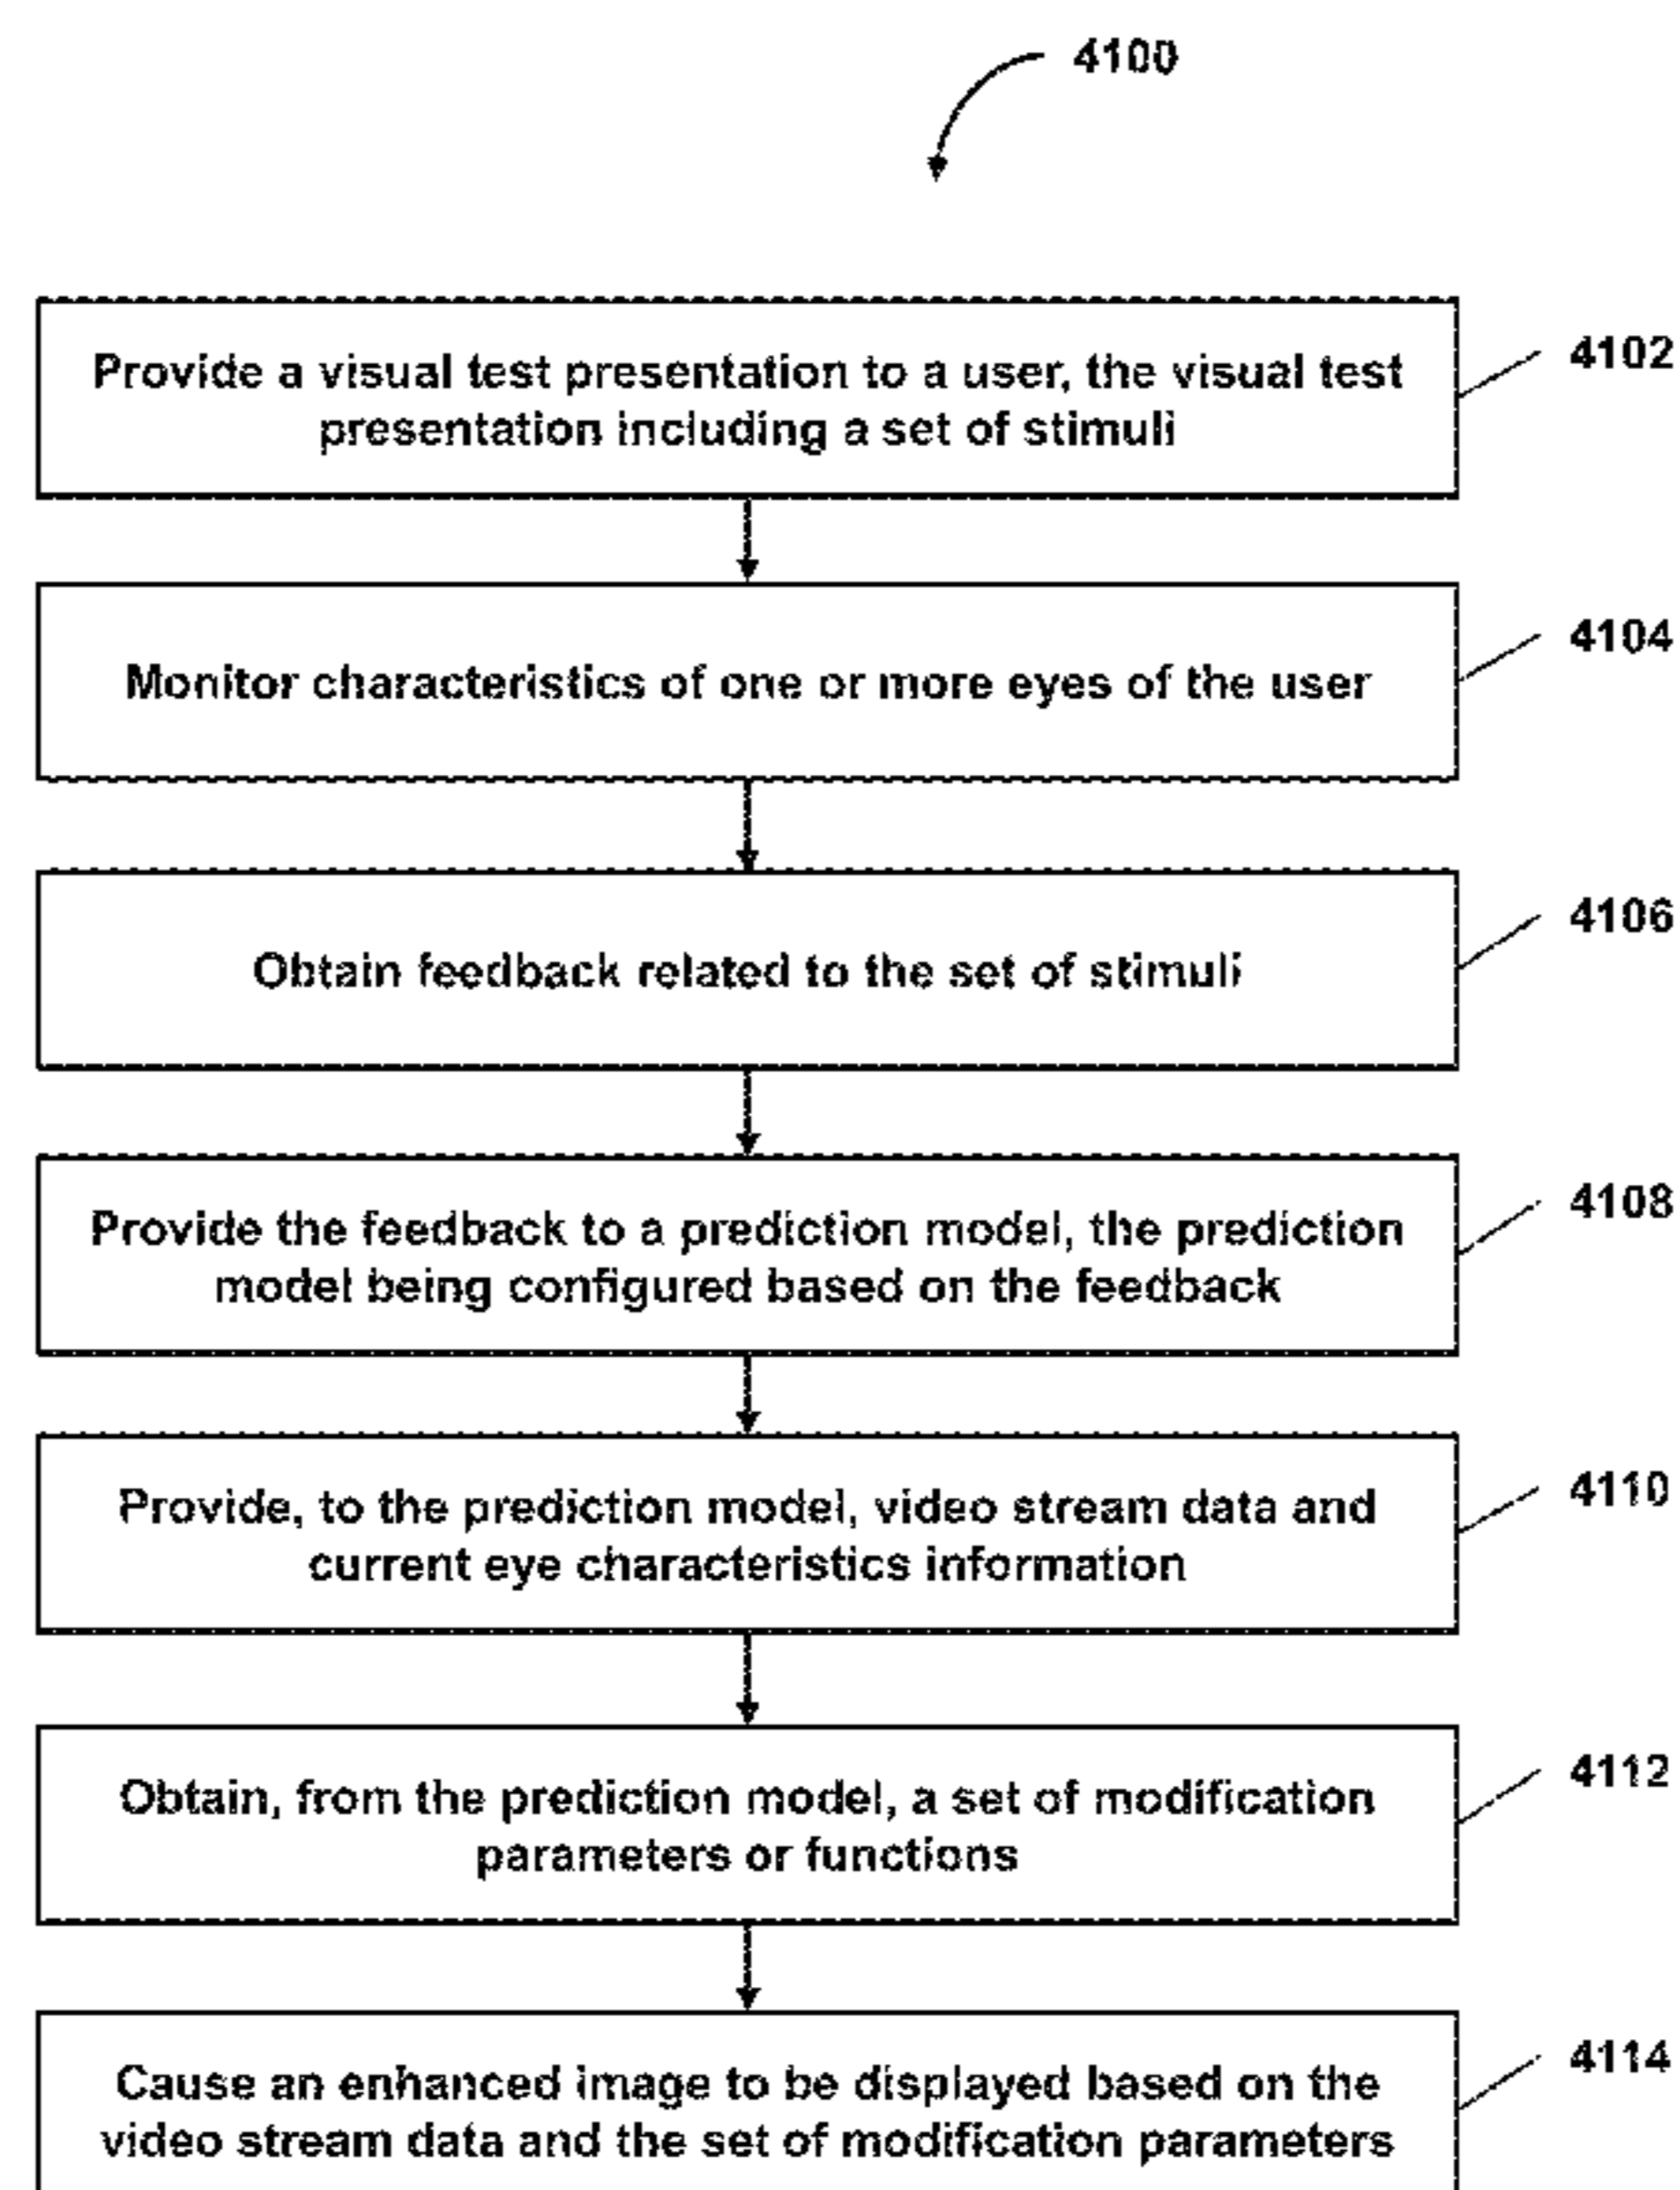 4100
Provide a visual test presentation to a user, the visual test
presentation including a set of stimuli
4102
Monitor characteristics of one or more eyes of the user
4104
Obtain feedback related to the set of stimuli
4106
Provide the feedback to a prediction model, the prediction
model being configured based on the feedback
4108
Provide, to the prediction model, video stream data and
current eye characteristics information
4110
Obtain, from the prediction model, a set of modification
parameters or functions
4112
Cause an enhanced image to be displayed based on the
video stream data and the set of modification parameters
4114